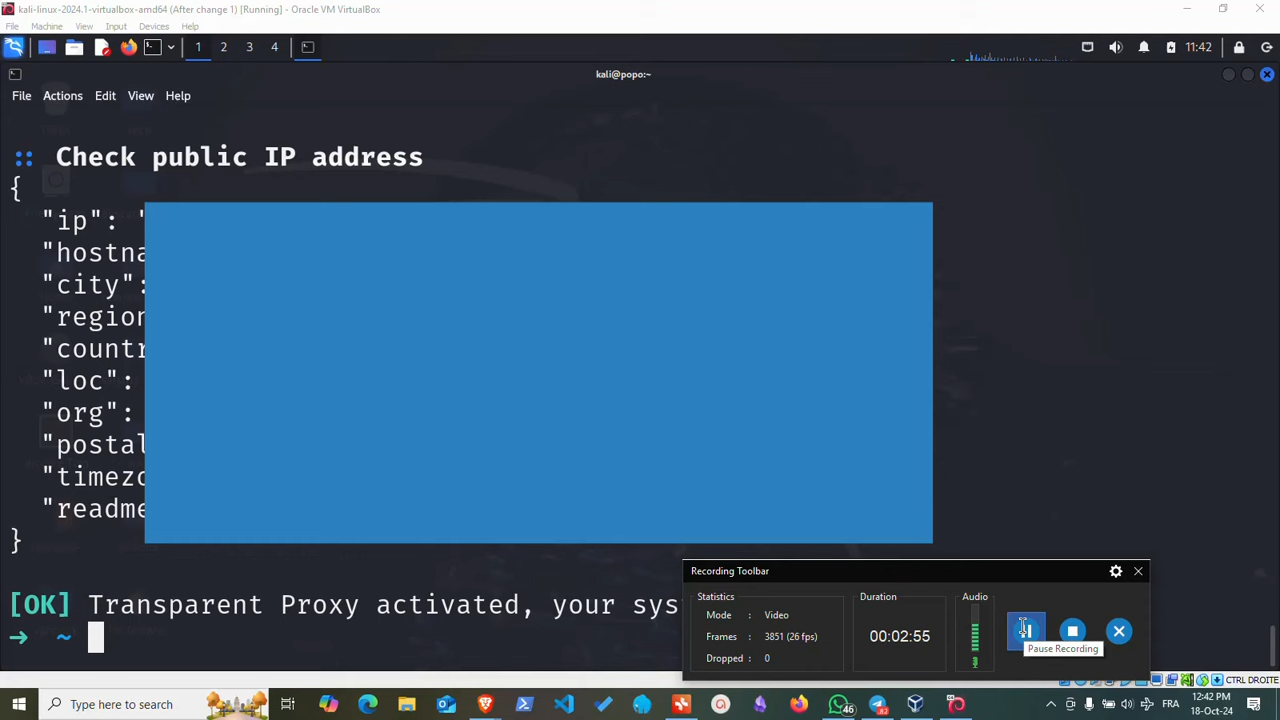 kali-linux-2024.1-virtualbox-amd64 (After change 1) [Running] - Oracle VM VirtualBox
File Machine View Input Devices Help
1 2 3 4 11:42
kali@popo:~
File Actions Edit View Help
:: Check public IP address
{
"ip": "
"hostna
"city":
"region
"countr
"loc":
"org":
"postal
"timezo
"readme
}
[OK] Transparent Proxy activated, your sys
➜ ~
Recording Toolbar
Statistics
Mode : Video
Frames : 3851 (26 fps)
Dropped : 0
Duration
00:02:55
Audio
Pause Recording
CTRL DROITE
Type here to search
46
82
FRA
12:42 PM
18-Oct-24